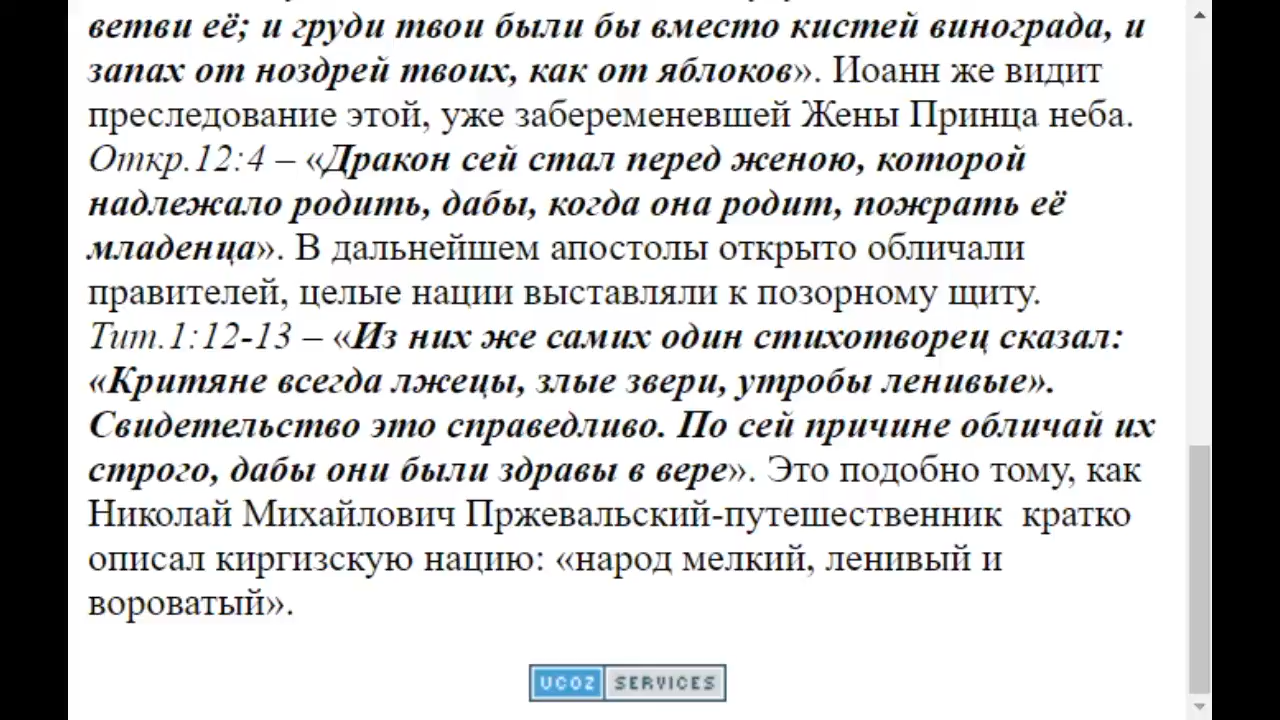 ветви её; и груди твои были бы вместо кистей винограда, и
запах от ноздрей твоих, как от яблоков». Иоанн же видит
преследование этой, уже забеременевшей Жены Принца неба.
Откр.12:4 – «Дракон сей стал перед женою, которой
надлежало родить, дабы, когда она родит, пожрать её
младенца». В дальнейшем апостолы открыто обличали
правителей, целые нации выставляли к позорному щиту.
Тит.1:12-13 – «Из них же самих один стихотворец сказал:
«Критяне всегда лжецы, злые звери, утробы ленивые».
Свидетельство это справедливо. По сей причине обличай их
строго, дабы они были здравы в вере». Это подобно тому, как
Николай Михайлович Пржевальский-путешественник кратко
описал киргизскую нацию: «народ мелкий, ленивый и
вороватый».
UCOZ SERVICES